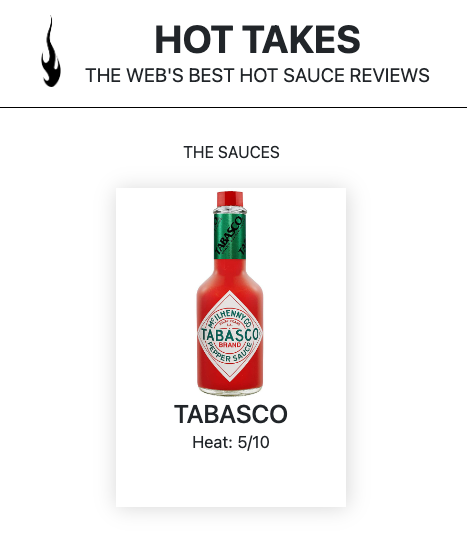 HOT TAKES
THE WEB'S BEST HOT SAUCE REVIEWS
THE SAUCES
TABASCO
McILHENNY CO.
TABASCO
BRAND
PEPPER SAUCE
TABASCO
Heat: 5/10